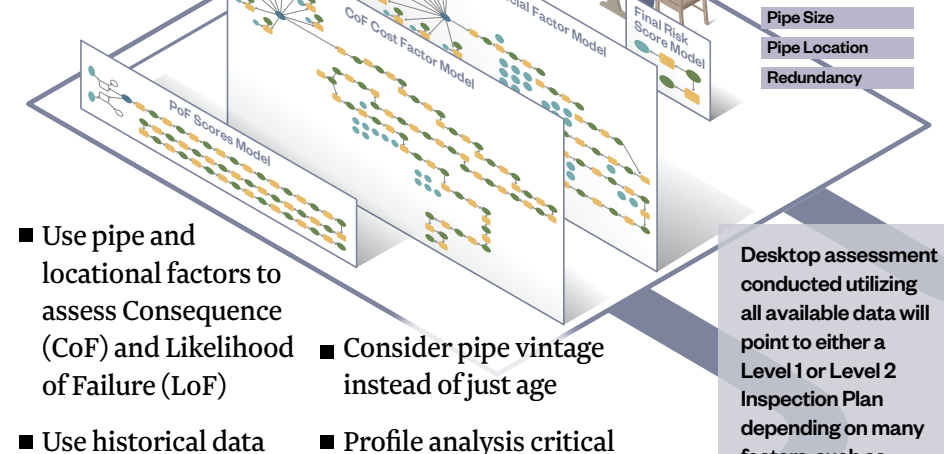 CoF Cost Factor Model
Factor Model
Final Risk
Score Model
PoF Scores Model
Pipe Size
Pipe Location
Redundancy
■ Use pipe and
locational factors to
assess Consequence
(CoF) and Likelihood
of Failure (LoF)
■ Use historical data
■ Consider pipe vintage
instead of just age
■ Profile analysis critical
Desktop assessment
conducted utilizing
all available data will
point to either a
Level 1 or Level 2
Inspection Plan
depending on many
factors, such as